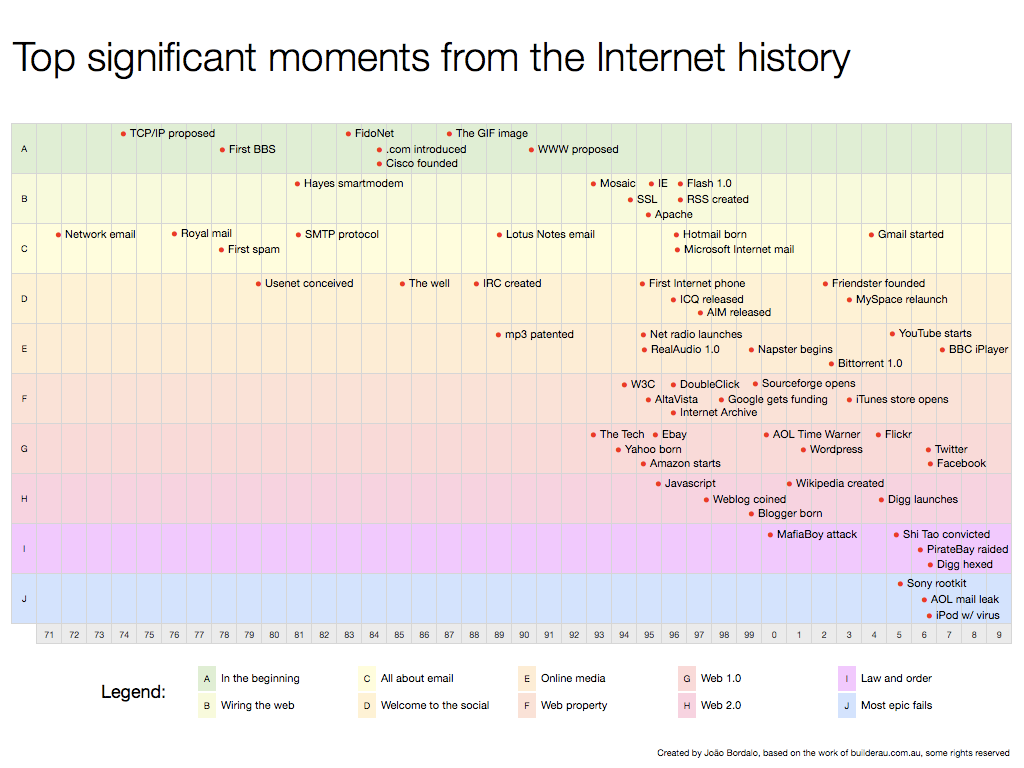 Top significant moments from the Internet history
A
TCP/IP proposed
FidoNet
The GIF image
First BBS
.com introduced
WWW proposed
Cisco founded
B
Hayes smartmodem
Mosaic
IE
Flash 1.0
SSL
RSS created
Apache
C
Network email
Royal mail
SMTP protocol
Lotus Notes email
Hotmail born
Gmail started
First spam
Microsoft Internet mail
D
Usenet conceived
The well
IRC created
First Internet phone
Friendster founded
ICQ released
MySpace relaunch
AIM released
E
mp3 patented
Net radio launches
YouTube starts
RealAudio 1.0
Napster begins
BBC iPlayer
Bittorrent 1.0
F
W3C
DoubleClick
Sourceforge opens
AltaVista
Google gets funding
iTunes store opens
Internet Archive
G
The Tech
Ebay
AOL Time Warner
Flickr
Yahoo born
Wordpress
Twitter
Amazon starts
Facebook
H
Javascript
Wikipedia created
Weblog coined
Digg launches
Blogger born
I
MafiaBoy attack
Shi Tao convicted
PirateBay raided
Digg hexed
J
Sony rootkit
AOL mail leak
iPod w/ virus
71 72 73 74 75 76 77 78 79 80 81 82 83 84 85 86 87 88 89 90 91 92 93 94 95 96 97 98 99 0 1 2 3 4 5 6 7 8 9
Legend:
A In the beginning
B Wiring the web
C All about email
D Welcome to the social
E Online media
F Web property
G Web 1.0
H Web 2.0
I Law and order
J Most epic fails
Created by João Bordalo, based on the work of builderau.com.au, some rights reserved